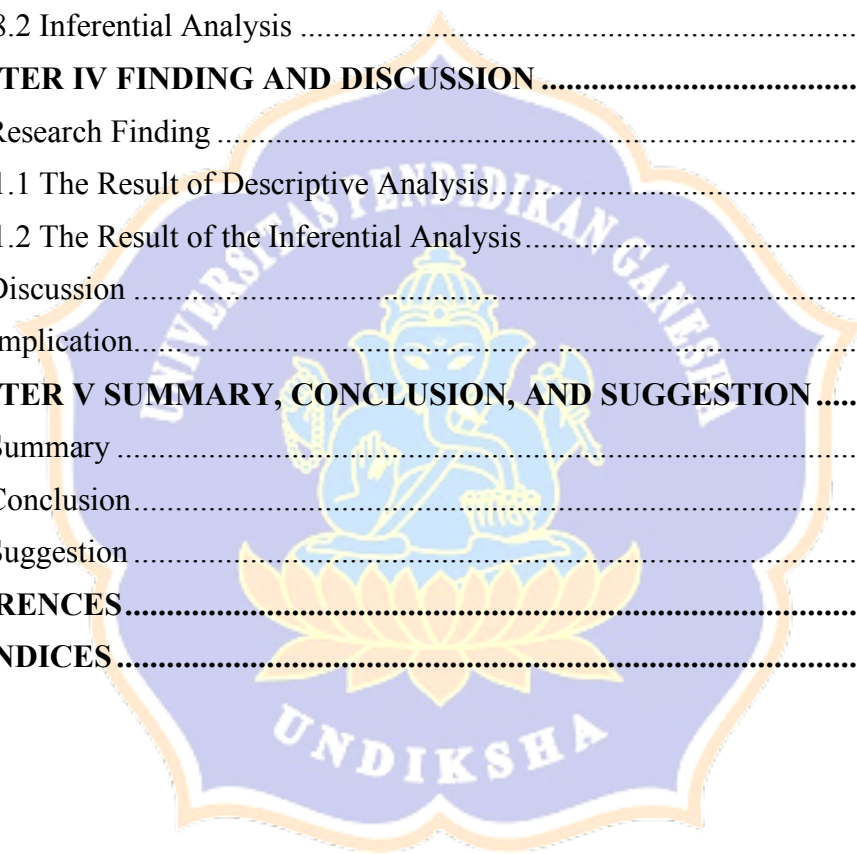 8.2 Inferential Analysis ..........................................................................
TER IV FINDING AND DISCUSSION ..........................................
Research Finding ....................................................................................
1.1 The Result of Descriptive Analysis..................................................
1.2 The Result of the Inferential Analysis.............................................
Discussion ................................................................................................
mplication................................................................................................
TER V SUMMARY, CONCLUSION, AND SUGGESTION .....
Summary ..................................................................................................
Conclusion................................................................................................
Suggestion ................................................................................................
RENCES..................................................................................................
NDICES ...................................................................................................
UNIVERSITAS PENDIDIKAN GANESHA
UNDIKSHA